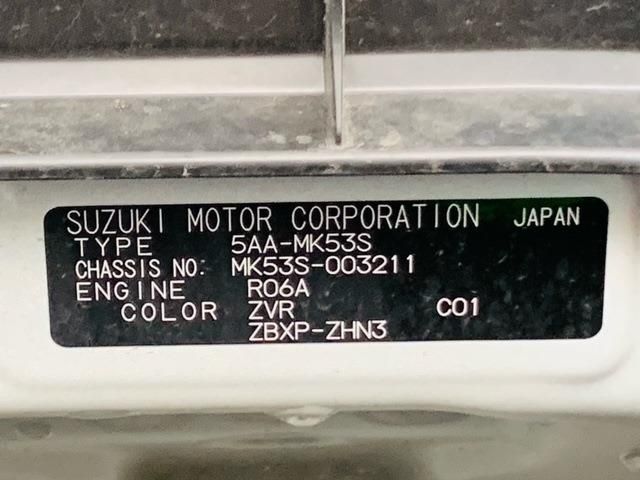 SUZUKI MOTOR CORPORATION JAPAN
TYPE 5AA-MK53S
CHASSIS NO: MK53S-003211
ENGINE R06A
COLOR ZVR C01
ZBXP-ZHN3